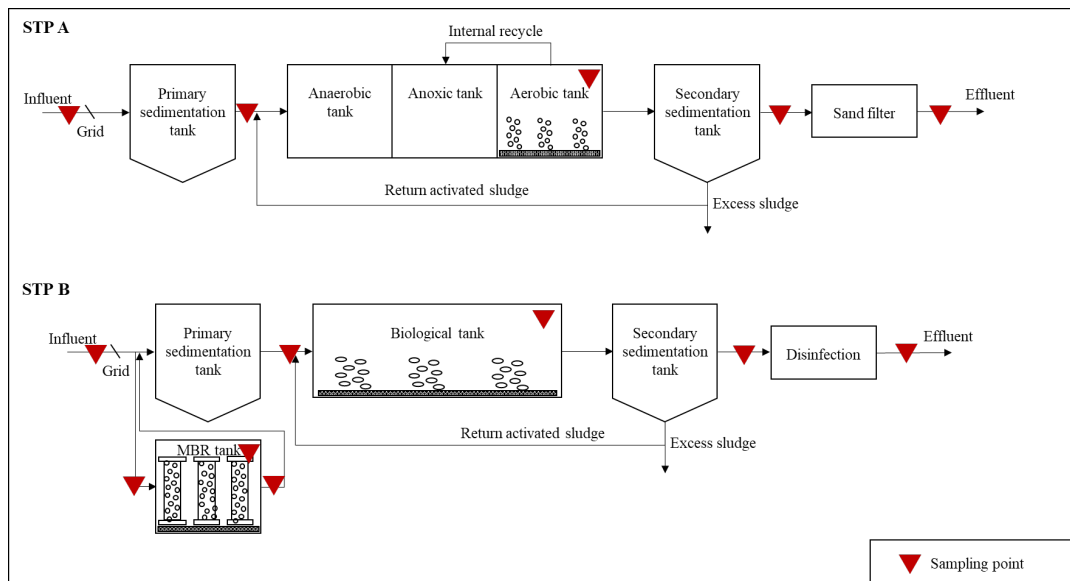 STP A
Internal recycle
Influent
Grid
Primary
sedimentation
tank
Anaerobic
tank
Anoxic tank
Aerobic tank
Secondary
sedimentation
tank
Sand filter
Effluent
Return activated sludge
Excess sludge
STP B
Influent
Grid
Primary
sedimentation
tank
Biological tank
Secondary
sedimentation
tank
Disinfection
Effluent
Return activated sludge
Excess sludge
MBR tank
Sampling point